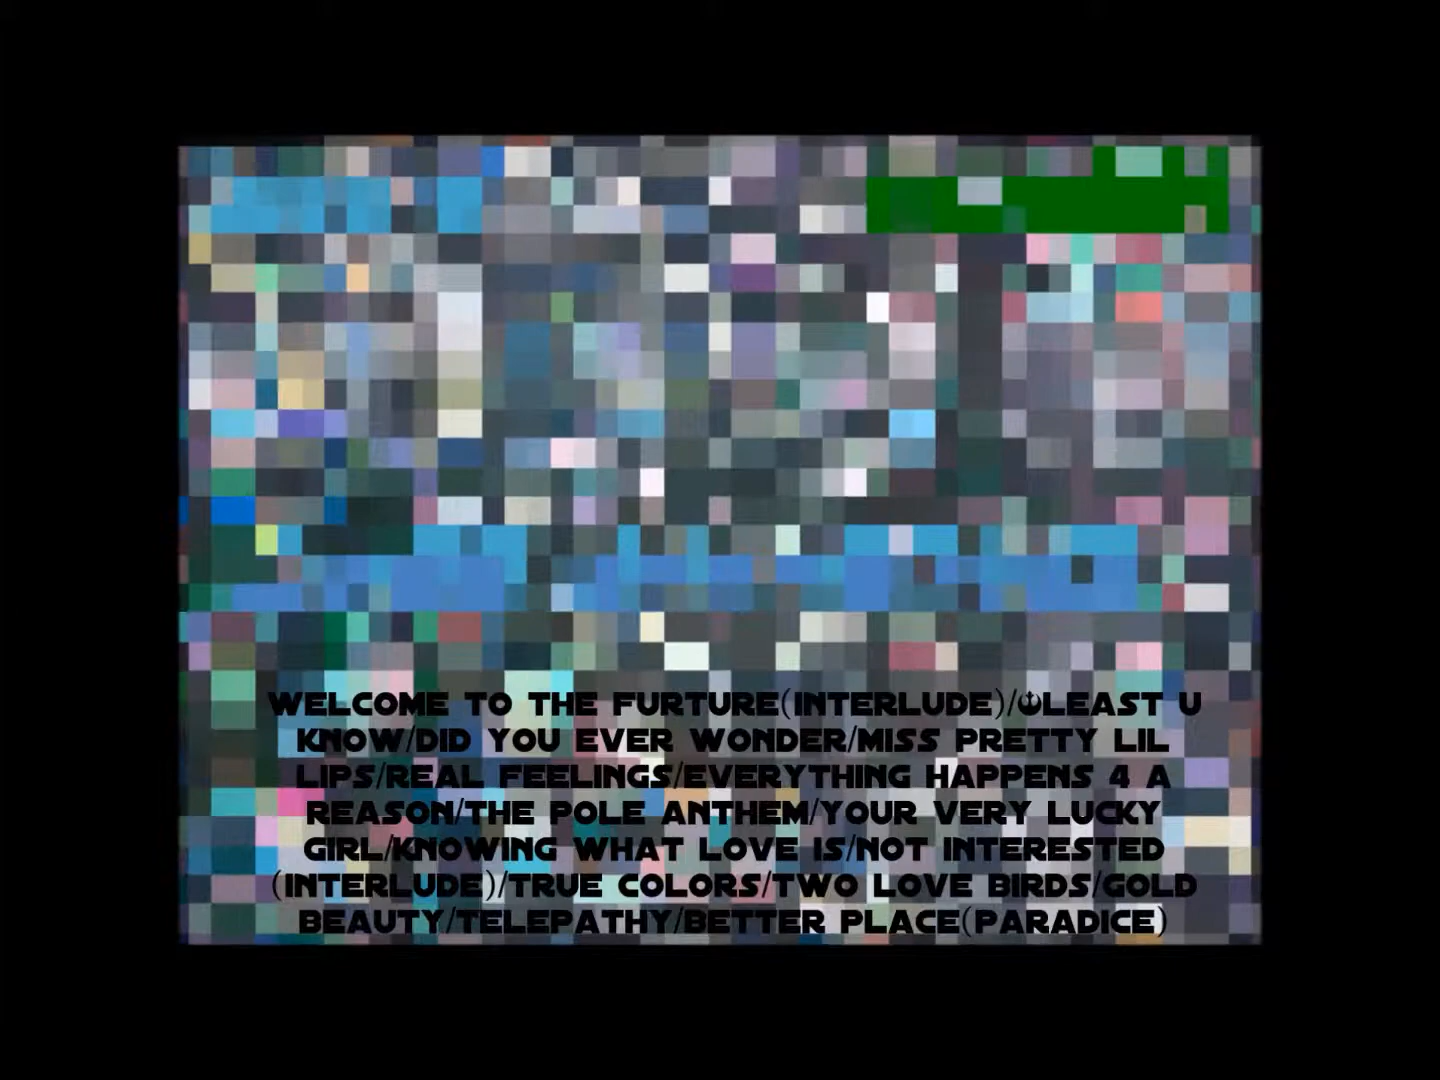 WELCOME TO THE FURTURE(INTERLUDE)/@LEAST U
KNOW/DID YOU EVER WONDER/MISS PRETTY LIL
LIPS/REAL FEELINGS/EVERYTHING HAPPENS 4 A
REASON/THE POLE ANTHEM/YOUR VERY LUCKY
GIRL/KNOWING WHAT LOVE IS/NOT INTERESTED
(INTERLUDE)/TRUE COLORS/TWO LOVE BIRDS/GOLD
BEAUTY/TELEPATHY/BETTER PLACE(PARADICE)